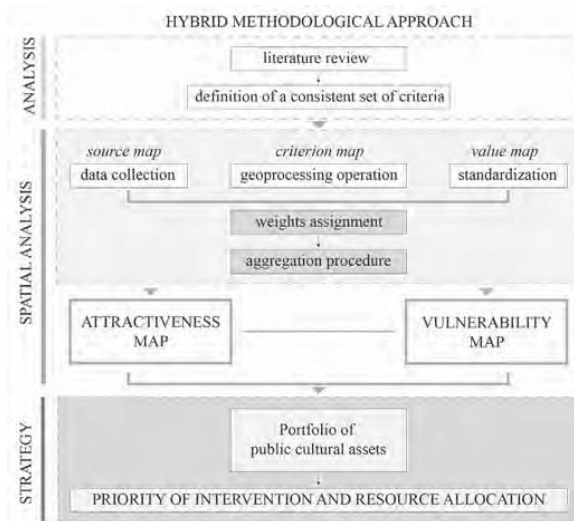 HYBRID METHODOLOGICAL APPROACH
ANALYSIS
literature review
definition of a consistent set of criteria
SPATIAL ANALYSIS
source map
criterion map
value map
data collection
geoprocessing operation
standardization
weights assignment
aggregation procedure
ATTRACTIVENESS
MAP
VULNERABILITY
MAP
STRATEGY
Portfolio of
public cultural assets
PRIORITY OF INTERVENTION AND RESOURCE ALLOCATION